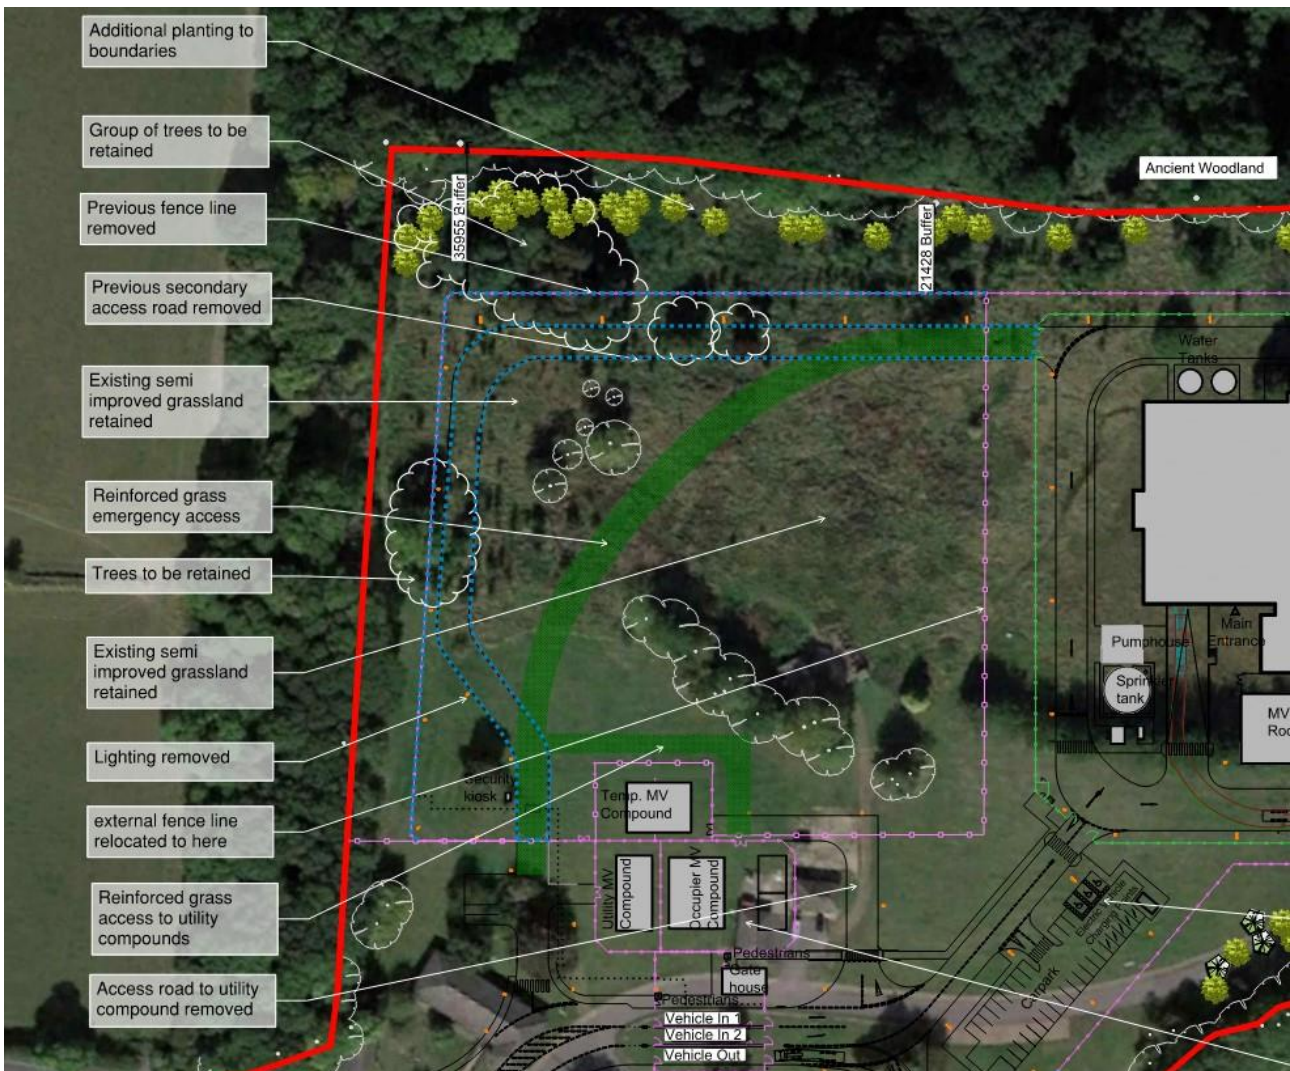 Additional planting to
boundaries
Group of trees to be
retained
Previous fence line
removed
Previous secondary
access road removed
Existing semi
improved grassland
retained
Reinforced grass
emergency access
Trees to be retained
Existing semi
improved grassland
retained
Lighting removed
external fence line
relocated to here
Reinforced grass
access to utility
compounds
Access road to utility
compound removed
35955 Buffer
21428 Buffer
Ancient Woodland
Water
Tanks
Pumphouse
Main
Entrance
Sprinkler
tank
MV
Roo
Security
kiosk
Temp. MV
Compound
Utility MV
Compound
Occupier MV
Compound
Pedestrians
Gate
house
Pedestrians
Vehicle In 1
Vehicle In 2
Vehicle Out
Carpark